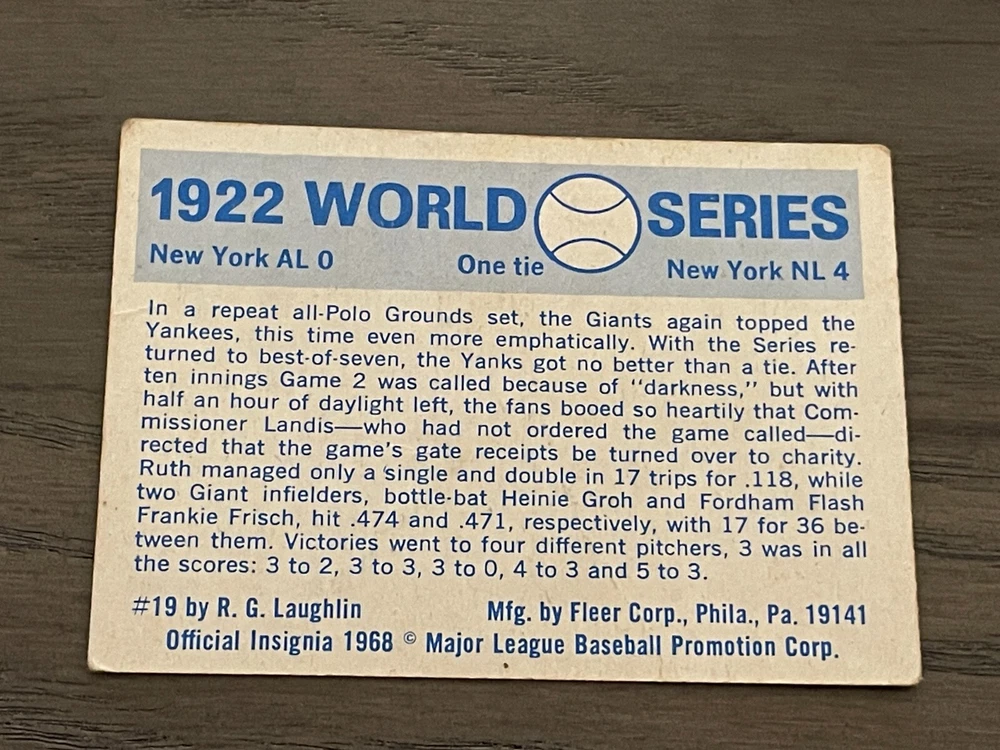 1922 WORLD SERIES
New York AL 0 One tie New York NL 4
In a repeat all-Polo Grounds set, the Giants again topped the
Yankees, this time even more emphatically. With the Series re-
turned to best-of-seven, the Yanks got no better than a tie. After
ten innings Game 2 was called because of "darkness," but with
half an hour of daylight left, the fans booed so heartily that Com-
missioner Landis—who had not ordered the game called—di-
rected that the game's gate receipts be turned over to charity.
Ruth managed only a single and double in 17 trips for .118, while
two Giant infielders, bottle-bat Heinie Groh and Fordham Flash
Frankie Frisch, hit .474 and .471, respectively, with 17 for 36 be-
tween them. Victories went to four different pitchers, 3 was in all
the scores: 3 to 2, 3 to 3, 3 to 0, 4 to 3 and 5 to 3.
#19 by R. G. Laughlin Mfg. by Fleer Corp., Phila., Pa. 19141
Official Insignia 1968 © Major League Baseball Promotion Corp.